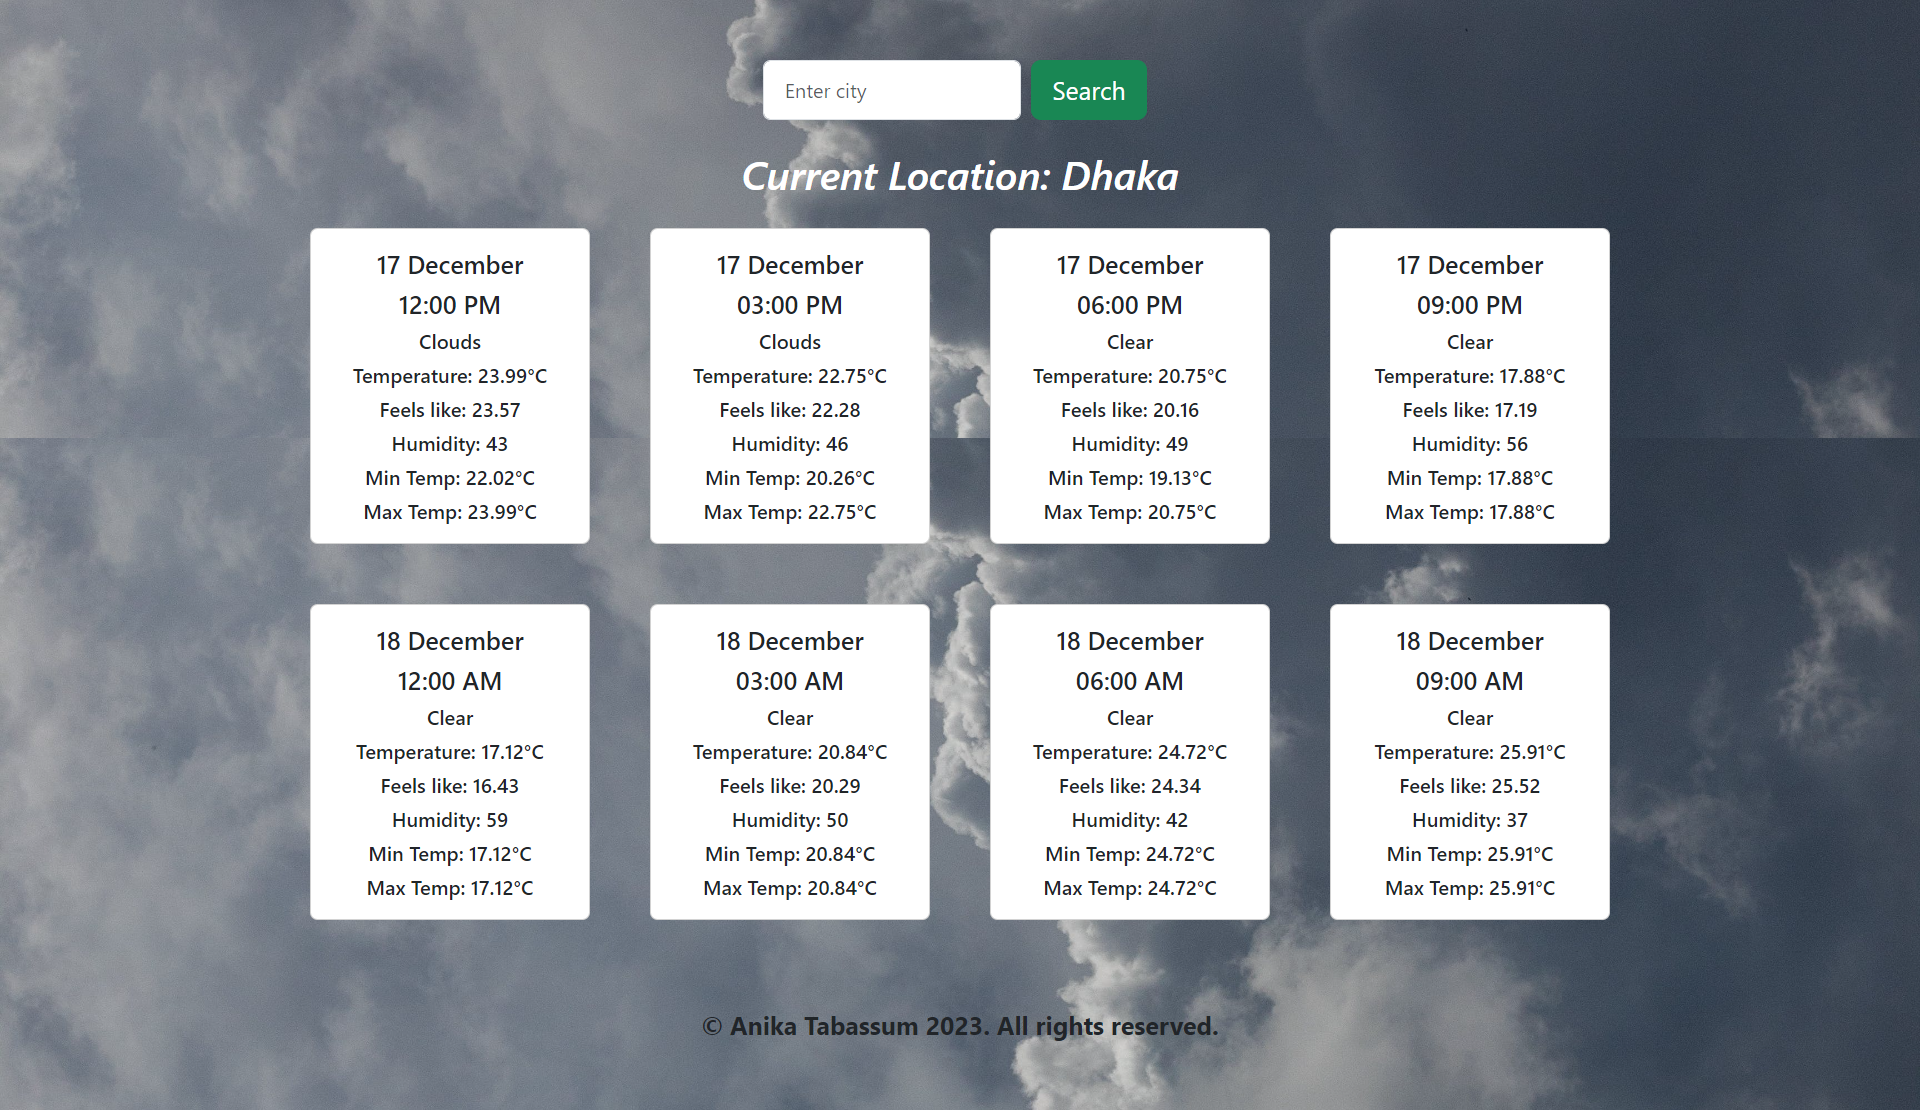 Enter city
Search
Current Location: Dhaka
17 December
12:00 PM
Clouds
Temperature: 23.99°C
Feels like: 23.57
Humidity: 43
Min Temp: 22.02°C
Max Temp: 23.99°C
17 December
03:00 PM
Clouds
Temperature: 22.75°C
Feels like: 22.28
Humidity: 46
Min Temp: 20.26°C
Max Temp: 22.75°C
17 December
06:00 PM
Clear
Temperature: 20.75°C
Feels like: 20.16
Humidity: 49
Min Temp: 19.13°C
Max Temp: 20.75°C
17 December
09:00 PM
Clear
Temperature: 17.88°C
Feels like: 17.19
Humidity: 56
Min Temp: 17.88°C
Max Temp: 17.88°C
18 December
12:00 AM
Clear
Temperature: 17.12°C
Feels like: 16.43
Humidity: 59
Min Temp: 17.12°C
Max Temp: 17.12°C
18 December
03:00 AM
Clear
Temperature: 20.84°C
Feels like: 20.29
Humidity: 50
Min Temp: 20.84°C
Max Temp: 20.84°C
18 December
06:00 AM
Clear
Temperature: 24.72°C
Feels like: 24.34
Humidity: 42
Min Temp: 24.72°C
Max Temp: 24.72°C
18 December
09:00 AM
Clear
Temperature: 25.91°C
Feels like: 25.52
Humidity: 37
Min Temp: 25.91°C
Max Temp: 25.91°C
© Anika Tabassum 2023. All rights reserved.